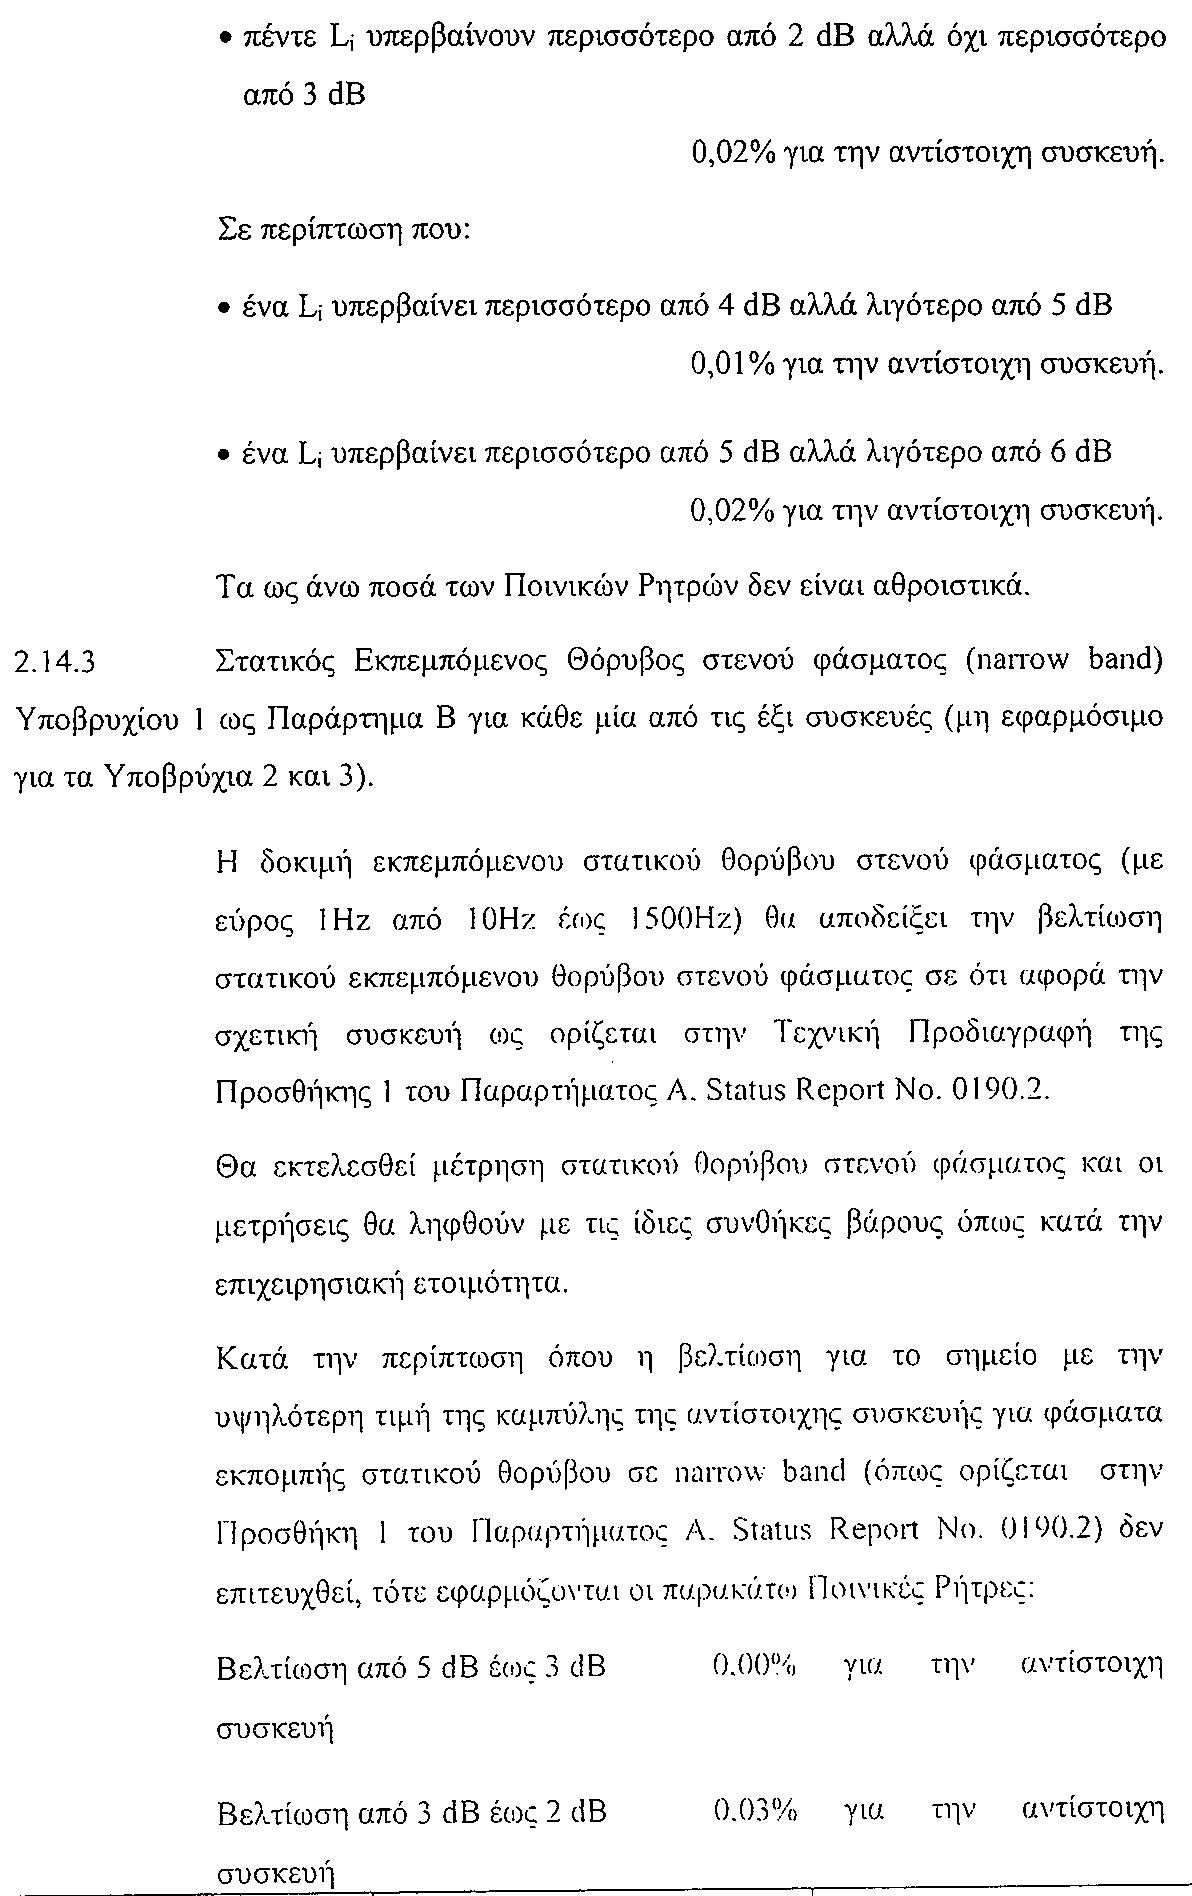 • πέντε Lᵢ υπερβαίνουν περισσότερο από 2 dB αλλά όχι περισσότερο
από 3 dB
0,02% για την αντίστοιχη συσκευή.
Σε περίπτωση που:
• ένα Lᵢ υπερβαίνει περισσότερο από 4 dB αλλά λιγότερο από 5 dB
0,01% για την αντίστοιχη συσκευή.
• ένα Lᵢ υπερβαίνει περισσότερο από 5 dB αλλά λιγότερο από 6 dB
0,02% για την αντίστοιχη συσκευή.
Τα ως άνω ποσά των Ποινικών Ρητρών δεν είναι αθροιστικά.
2.14.3 Στατικός Εκπεμπόμενος Θόρυβος στενού φάσματος (narrow band)
Υποβρυχίου 1 ως Παράρτημα Β για κάθε μία από τις έξι συσκευές (μη εφαρμόσιμο
για τα Υποβρύχια 2 και 3).
Η δοκιμή εκπεμπόμενου στατικού θορύβου στενού φάσματος (με
εύρος 1Hz από 10Hz έως 1500Hz) θα αποδείξει την βελτίωση
στατικού εκπεμπόμενου θορύβου στενού φάσματος σε ότι αφορά την
σχετική συσκευή ως ορίζεται στην Τεχνική Προδιαγραφή της
Προσθήκης 1 του Παραρτήματος Α. Status Report No. 0190.2.
Θα εκτελεσθεί μέτρηση στατικού θορύβου στενού φάσματος και οι
μετρήσεις θα ληφθούν με τις ίδιες συνθήκες βάρους όπως κατά την
επιχειρησιακή ετοιμότητα.
Κατά την περίπτωση όπου η βελτίωση για το σημείο με την
υψηλότερη τιμή της καμπύλης της αντίστοιχης συσκευής για φάσματα
εκπομπής στατικού θορύβου σε narrow band (όπως ορίζεται στην
Προσθήκη 1 του Παραρτήματος Α. Status Report No. 0190.2) δεν
επιτευχθεί, τότε εφαρμόζονται οι παρακάτω Ποινικές Ρήτρες:
Βελτίωση από 5 dB έως 3 dB 0.00% για την αντίστοιχη
συσκευή
Βελτίωση από 3 dB έως 2 dB 0.03% για την αντίστοιχη
συσκευή